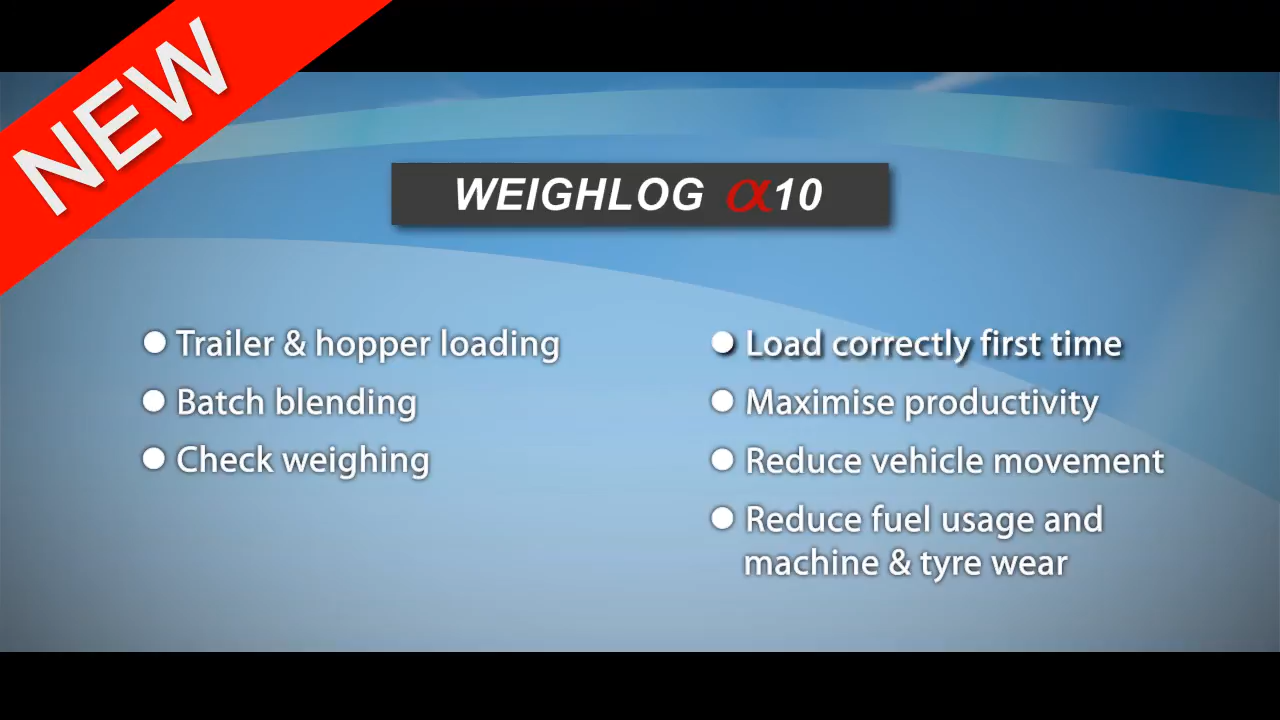 NEW
WEIGHLOG α10
Trailer & hopper loading
Batch blending
Check weighing
Load correctly first time
Maximise productivity
Reduce vehicle movement
Reduce fuel usage and
machine & tyre wear